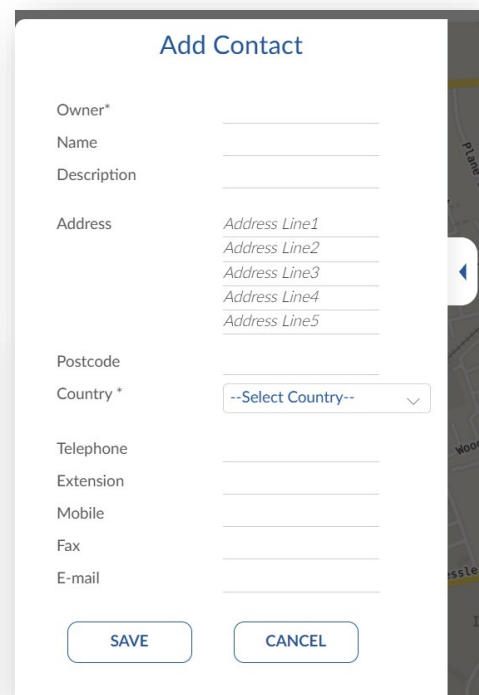 Add Contact
Owner*
Name
Description
Address
Address Line1
Address Line2
Address Line3
Address Line4
Address Line5
Postcode
Country *
--Select Country--
Telephone
Extension
Mobile
Fax
E-mail
SAVE
CANCEL
Plane